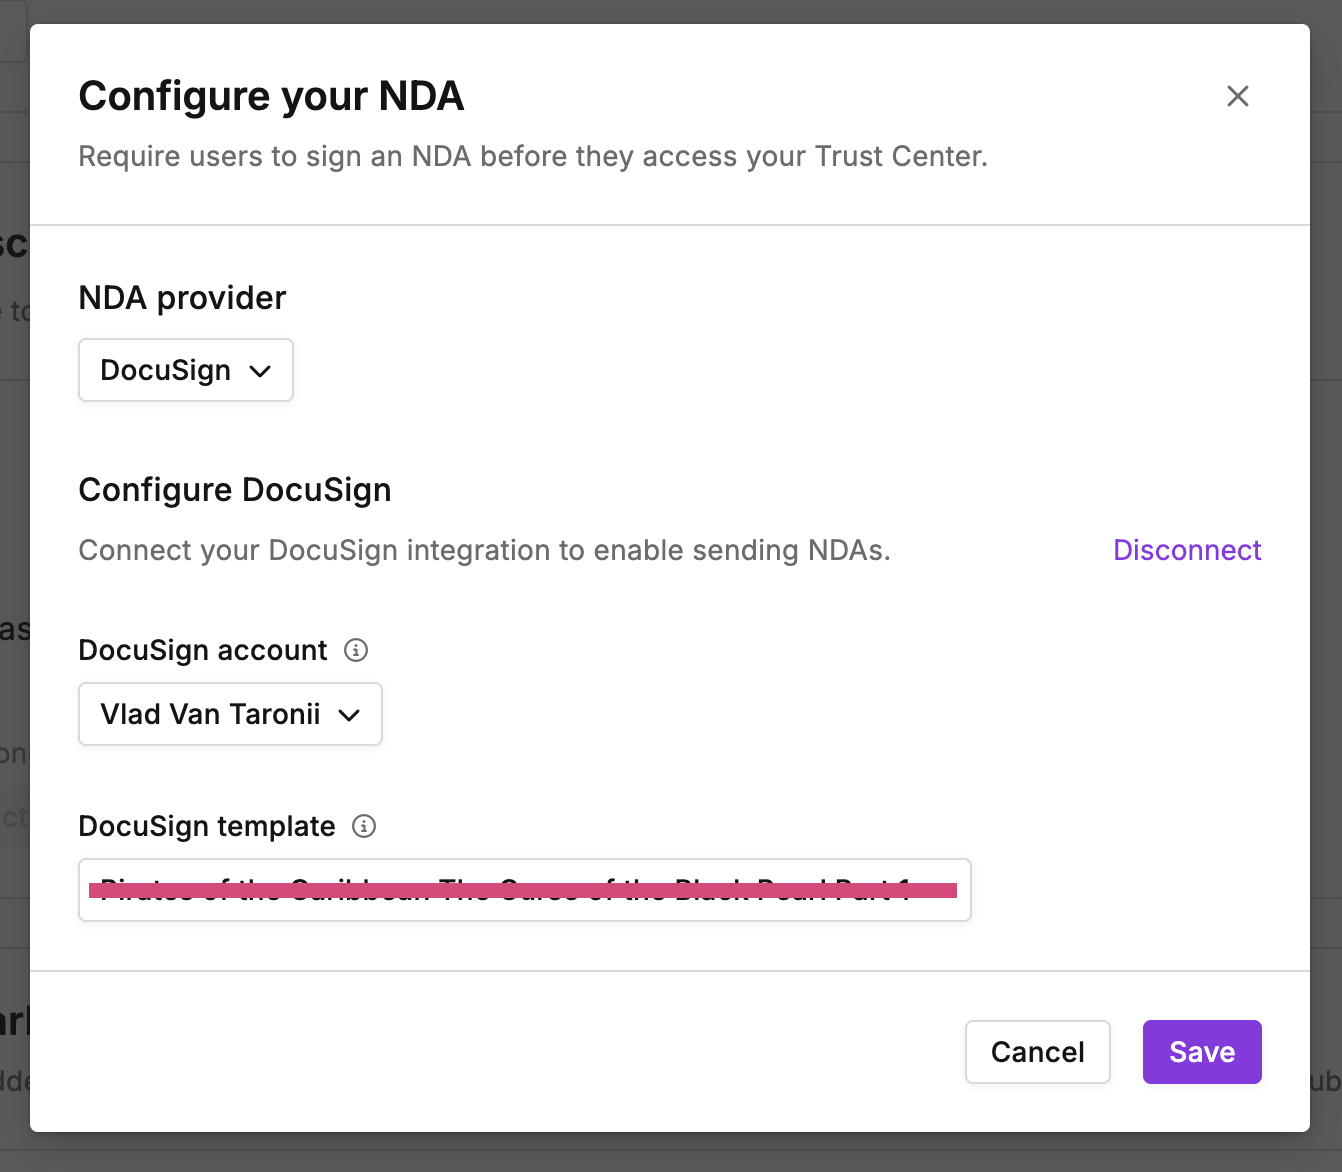 Configure your NDA
Require users to sign an NDA before they access your Trust Center.
NDA provider
DocuSign
Configure DocuSign
Connect your DocuSign integration to enable sending NDAs.
Disconnect
DocuSign account
Vlad Van Taronii
DocuSign template
Cancel
Save